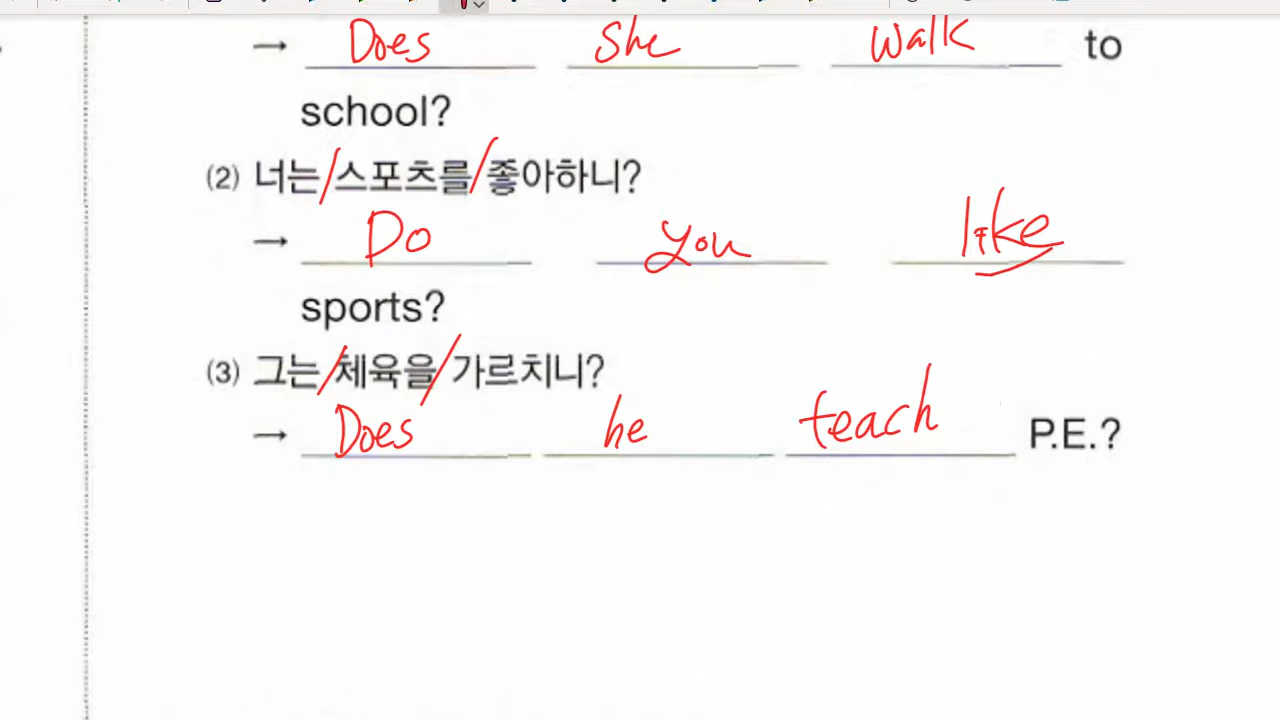 → Does She walk to
school?
(2) 너는/스포츠를/좋아하니?
→ Do you like
sports?
(3) 그는/체육을/가르치니?
→ Does he teach P.E.?